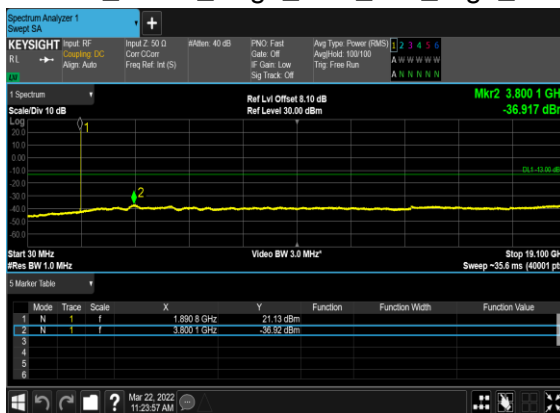 Spectrum Analyzer 1
Swept SA
KEYSIGHT
RL
Input: RF
Coupling: DC
Align: Auto
Input Z: 50 Ω
Corr CCorr
Freq Ref: Int (S)
#Atten: 40 dB
PNO: Fast
Gate: Off
IF Gain: Low
Sig Track: Off
Avg Type: Power (RMS)
Avg|Hold: 100/100
Trig: Free Run
1 2 3 4 5 6
A W W W W W
A N N N N N
1 Spectrum
Scale/Div 10 dB
Log
Ref Lvl Offset 8.10 dB
Ref Level 30.00 dBm
Mkr2 3.800 1 GH
-36.917 dBr
20.0
10.0
0.00
-10.0
-20.0
-30.0
-40.0
-50.0
-60.0
1
2
DL1 -13.00 dB
Start 30 MHz
#Res BW 1.0 MHz
Video BW 3.0 MHz*
Stop 19.100 GH
Sweep ~35.6 ms (40001 pt
5 Marker Table
Mode Trace Scale X Y Function Function Width Function Value
1 N 1 f 1.890 8 GHz 21.13 dBm
2 N 1 f 3.800 1 GHz -36.92 dBm
3
4
5
6
?
Mar 22, 2022
11:23:57 AM